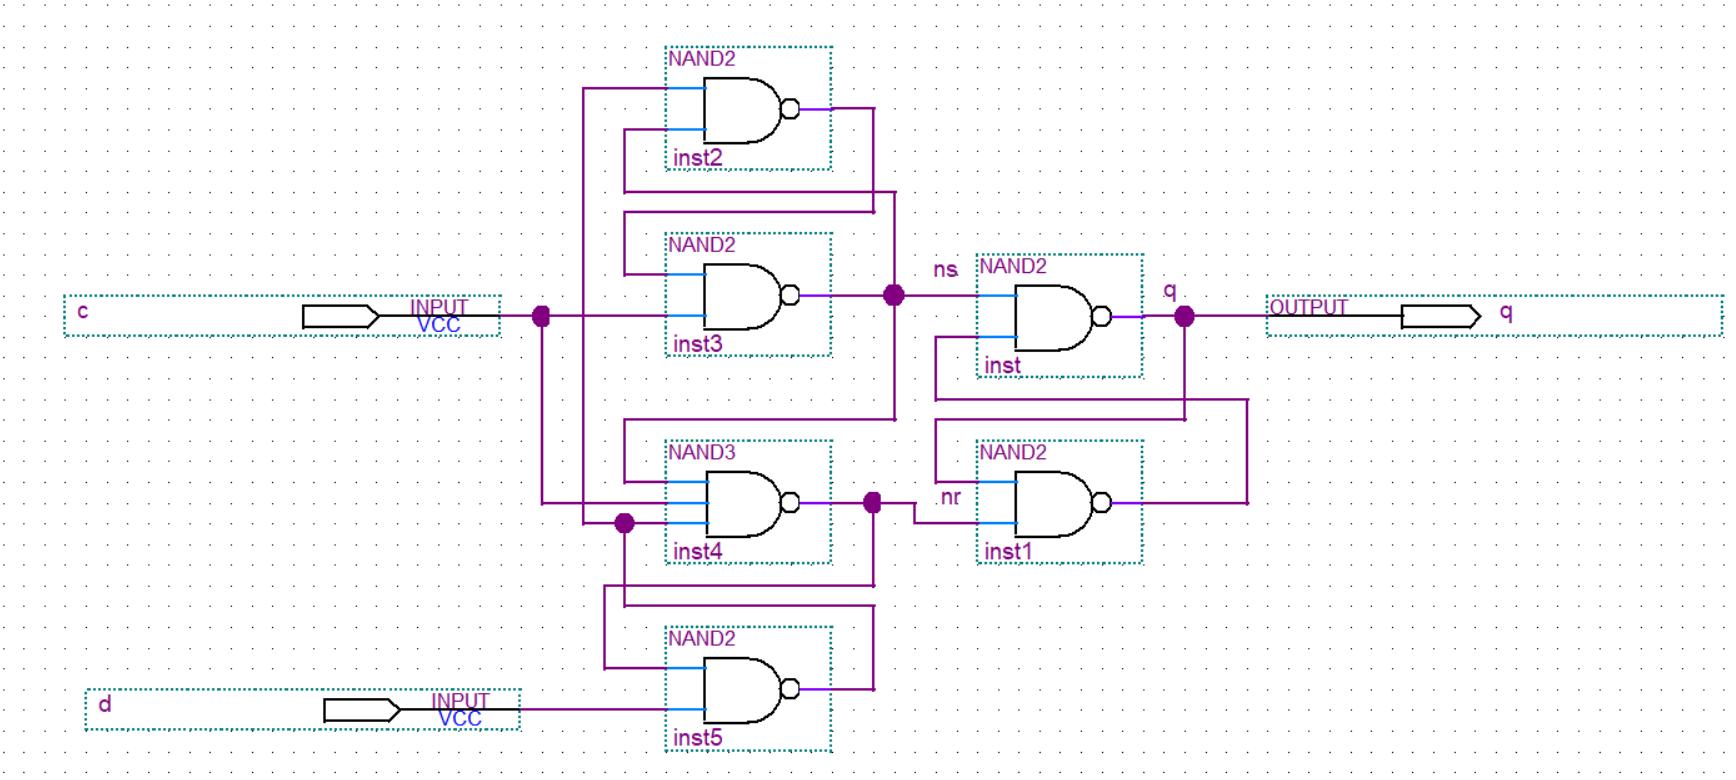 NAND2
inst2
NAND2
inst3
c
INPUT
VCC
ns
NAND2
inst
q
OUTPUT
q
NAND3
inst4
nr
NAND2
inst1
NAND2
inst5
d
INPUT
VCC